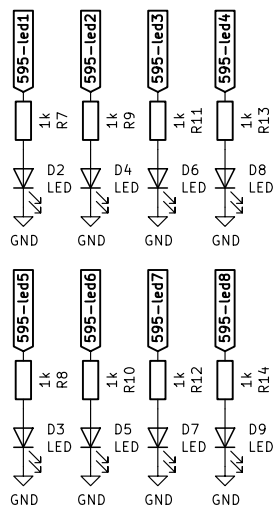 595-led1 595-led2 595-led3 595-led4
1k R7 1k R9 1k R11 1k R13
D2 D4 D6 D8
LED LED LED LED
GND GND GND GND
595-led5 595-led6 595-led7 595-led8
1k R8 1k R10 1k R12 1k R14
D3 D5 D7 D9
LED LED LED LED
GND GND GND GND